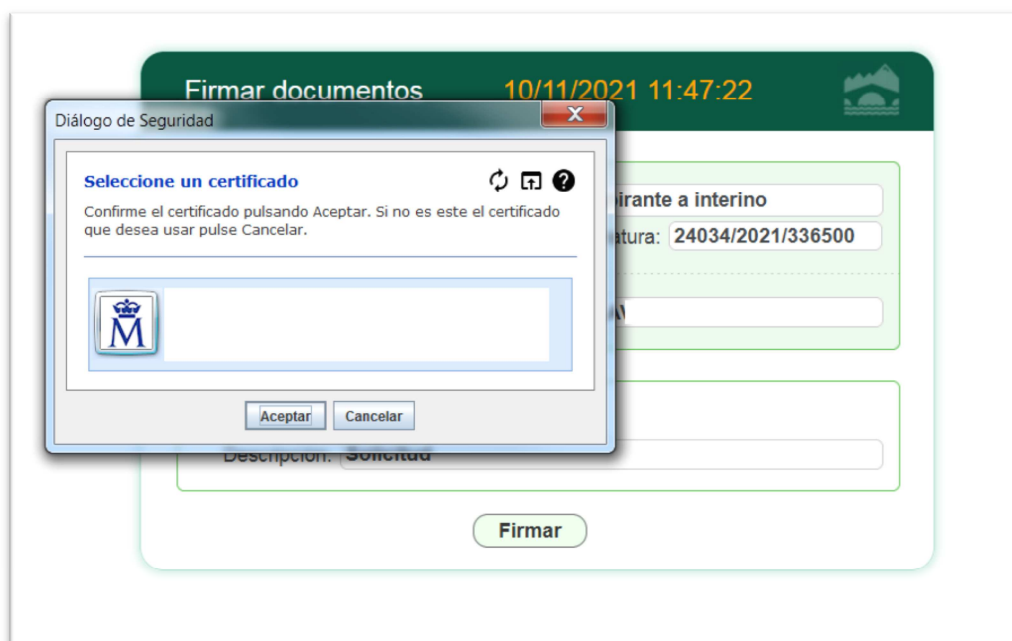 Firmar documentos 10/11/2021 11:47:22
Diálogo de Seguridad
Seleccione un certificado
Confirme el certificado pulsando Aceptar. Si no es este el certificado
que desea usar pulse Cancelar.
M
Aceptar Cancelar
irante a interino
atura: 24034/2021/336500
Descripción: Solicitud
Firmar